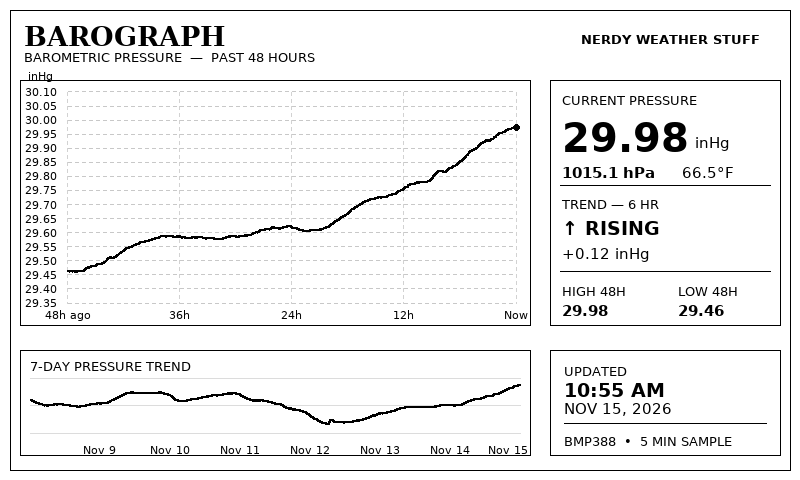 BAROGRAPH
BAROMETRIC PRESSURE — PAST 48 HOURS
NERDY WEATHER STUFF
inHg
30.10
30.05
30.00
29.95
29.90
29.85
29.80
29.75
29.70
29.65
29.60
29.55
29.50
29.45
29.40
29.35
48h ago 36h 24h 12h Now
CURRENT PRESSURE
29.98 inHg
1015.1 hPa 66.5°F
TREND — 6 HR
↑ RISING
+0.12 inHg
HIGH 48H LOW 48H
29.98 29.46
7-DAY PRESSURE TREND
Nov 9 Nov 10 Nov 11 Nov 12 Nov 13 Nov 14 Nov 15
UPDATED
10:55 AM
NOV 15, 2026
BMP388 • 5 MIN SAMPLE